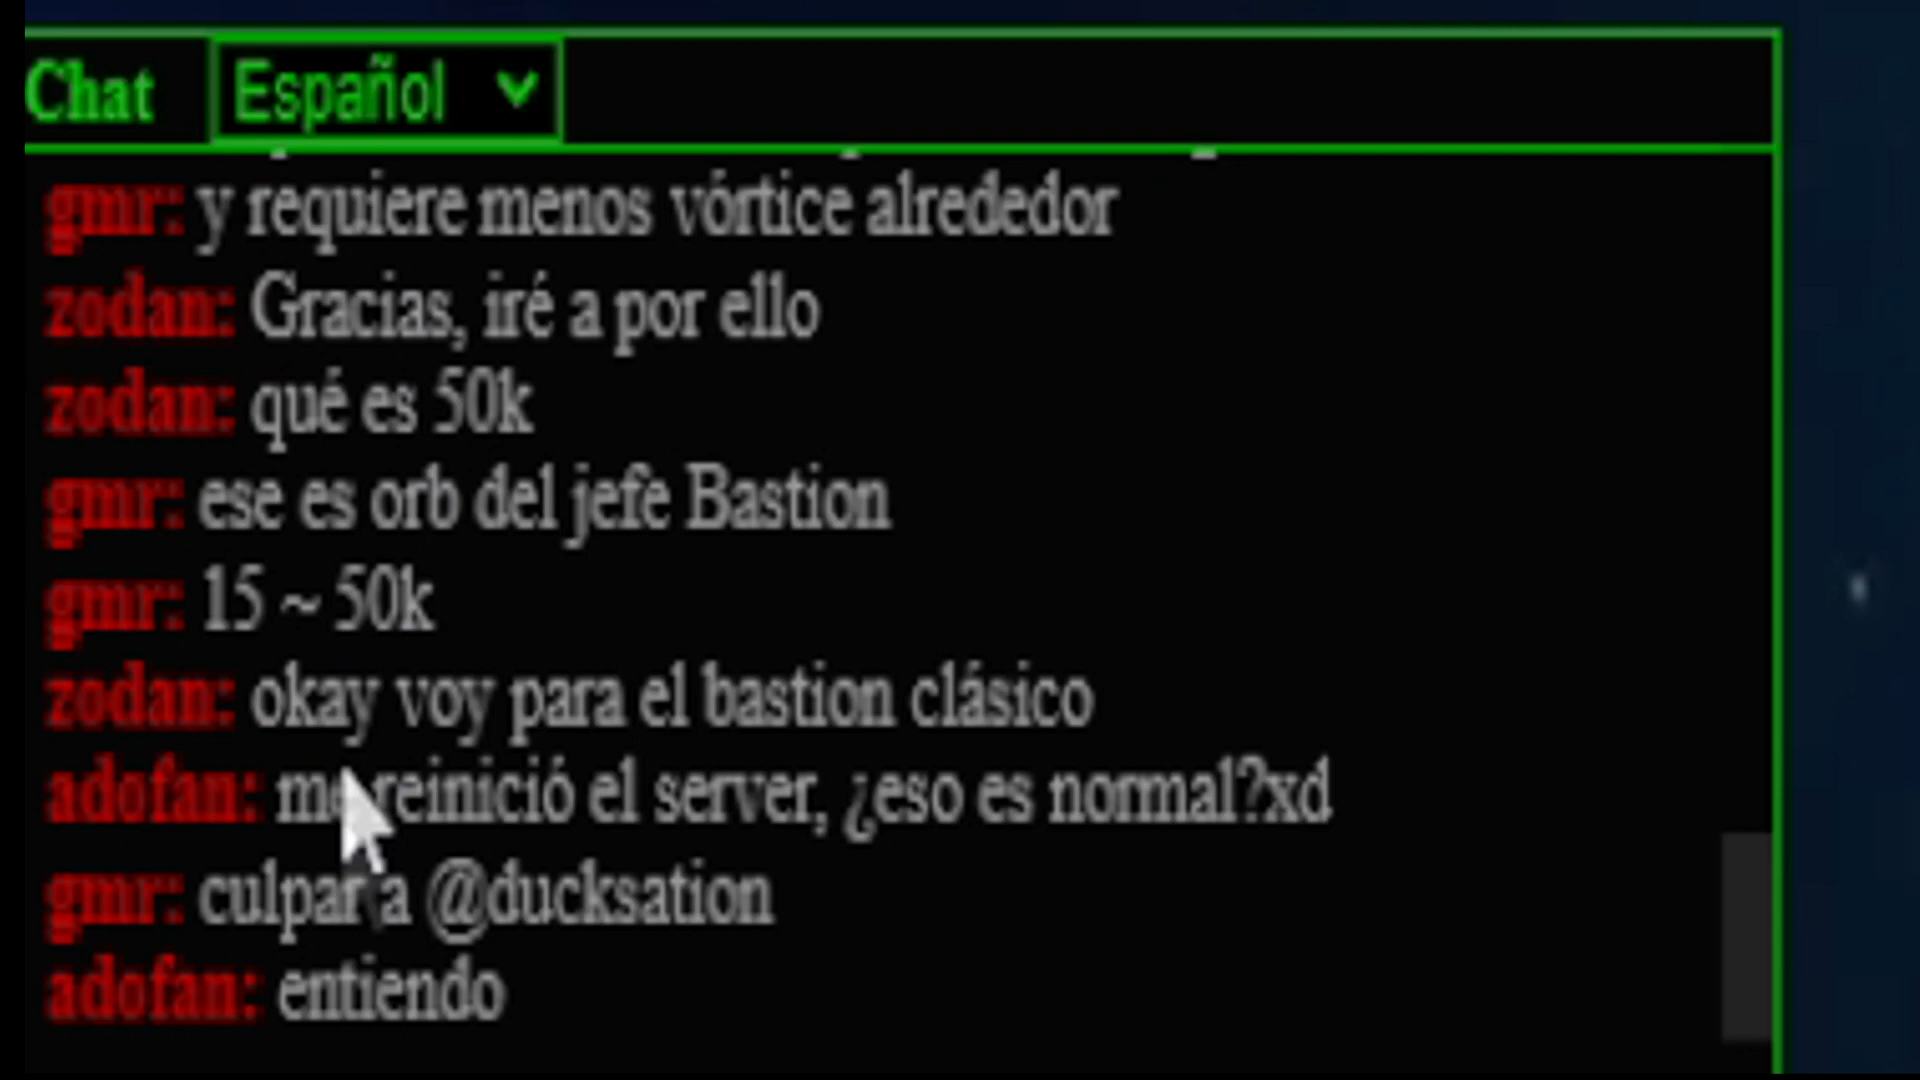 Chat Español
gmr: y requiere menos vórtice alrededor
zodan: Gracias, iré a por ello
zodan: qué es 50k
gmr: ese es orb del jefe Bastion
gmr: 15 ~ 50k
zodan: okay voy para el bastion clásico
adofan: me reinició el server, ¿eso es normal?xd
gmr: culpar a @ducksation
adofan: entiendo